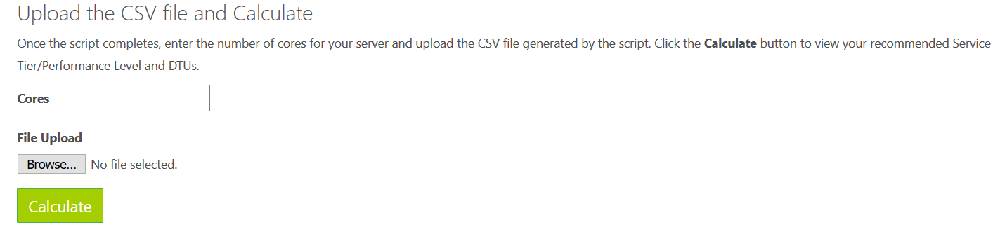 Upload the CSV file and Calculate
Once the script completes, enter the number of cores for your server and upload the CSV file generated by the script. Click the Calculate button to view your recommended Service
Tier/Performance Level and DTUs.
Cores
File Upload
Browse... No file selected.
Calculate